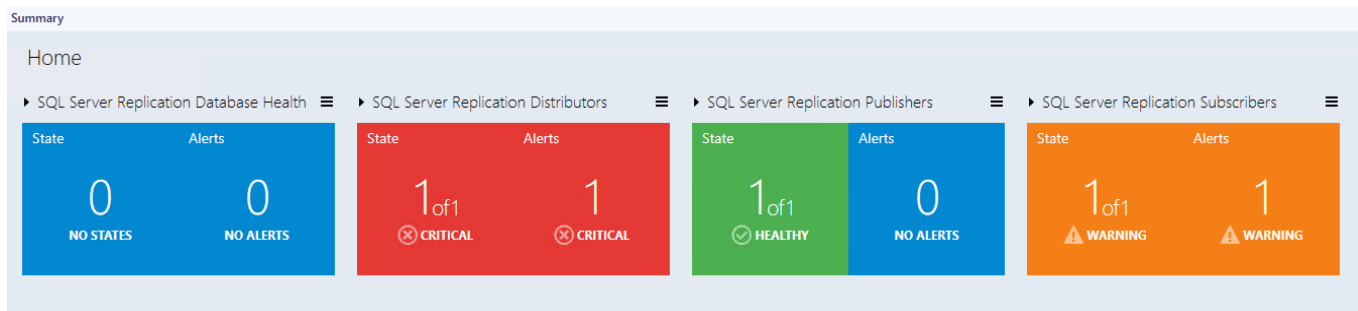 Summary
Home
SQL Server Replication Database Health
State Alerts
0 0
NO STATES NO ALERTS
SQL Server Replication Distributors
State Alerts
1of1 1
CRITICAL CRITICAL
SQL Server Replication Publishers
State Alerts
1of1 0
HEALTHY NO ALERTS
SQL Server Replication Subscribers
State Alerts
1of1 1
WARNING WARNING